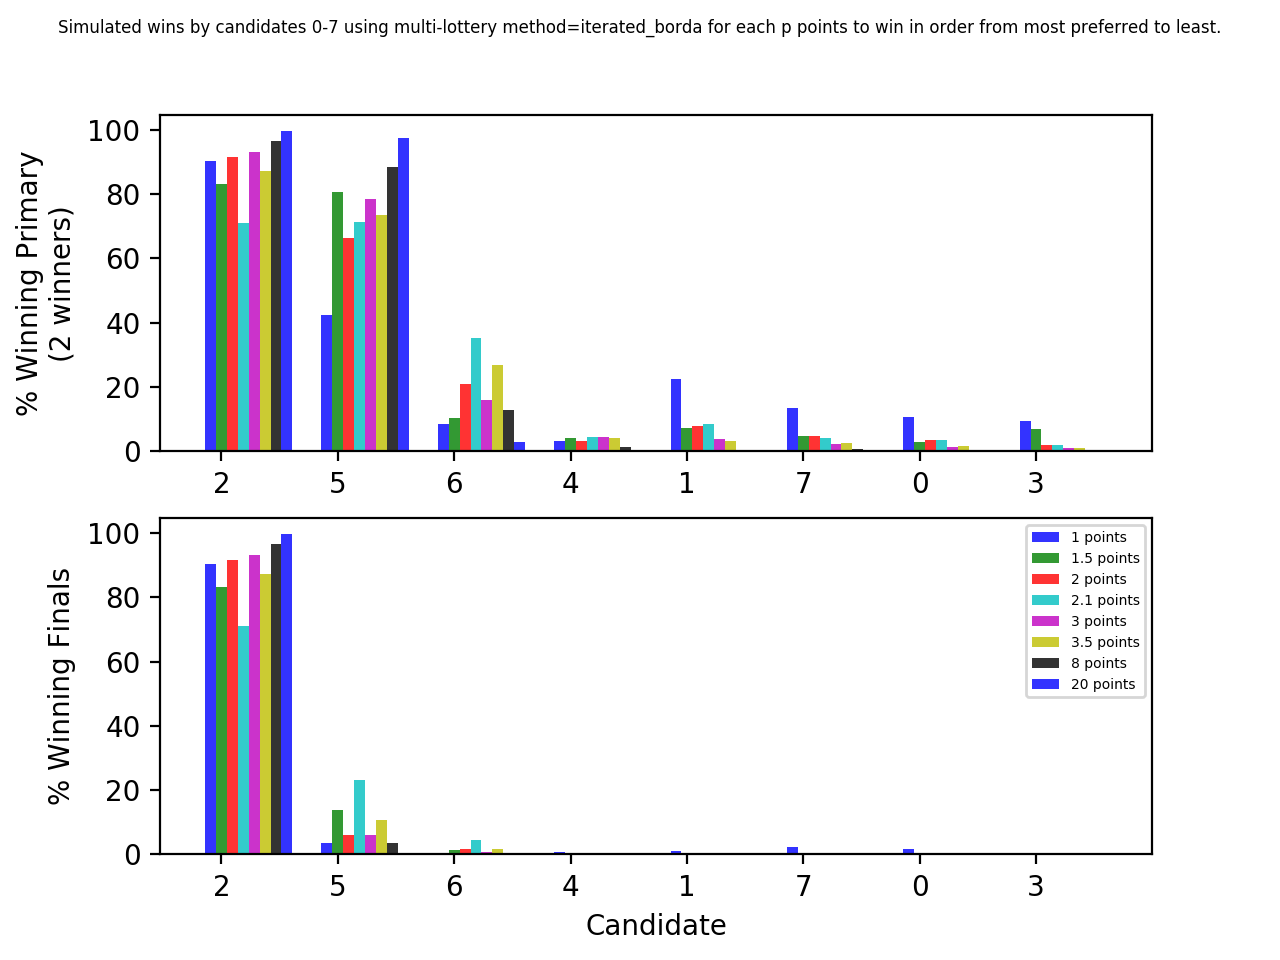 Simulated wins by candidates 0-7 using multi-lottery method=iterated_borda for each p points to win in order from most preferred to least.
% Winning Primary
(2 winners)
100
80
60
40
20
0
2 5 6 4 1 7 0 3
% Winning Finals
100
80
60
40
20
0
1 points
1.5 points
2 points
2.1 points
3 points
3.5 points
8 points
20 points
2 5 6 4 1 7 0 3
Candidate